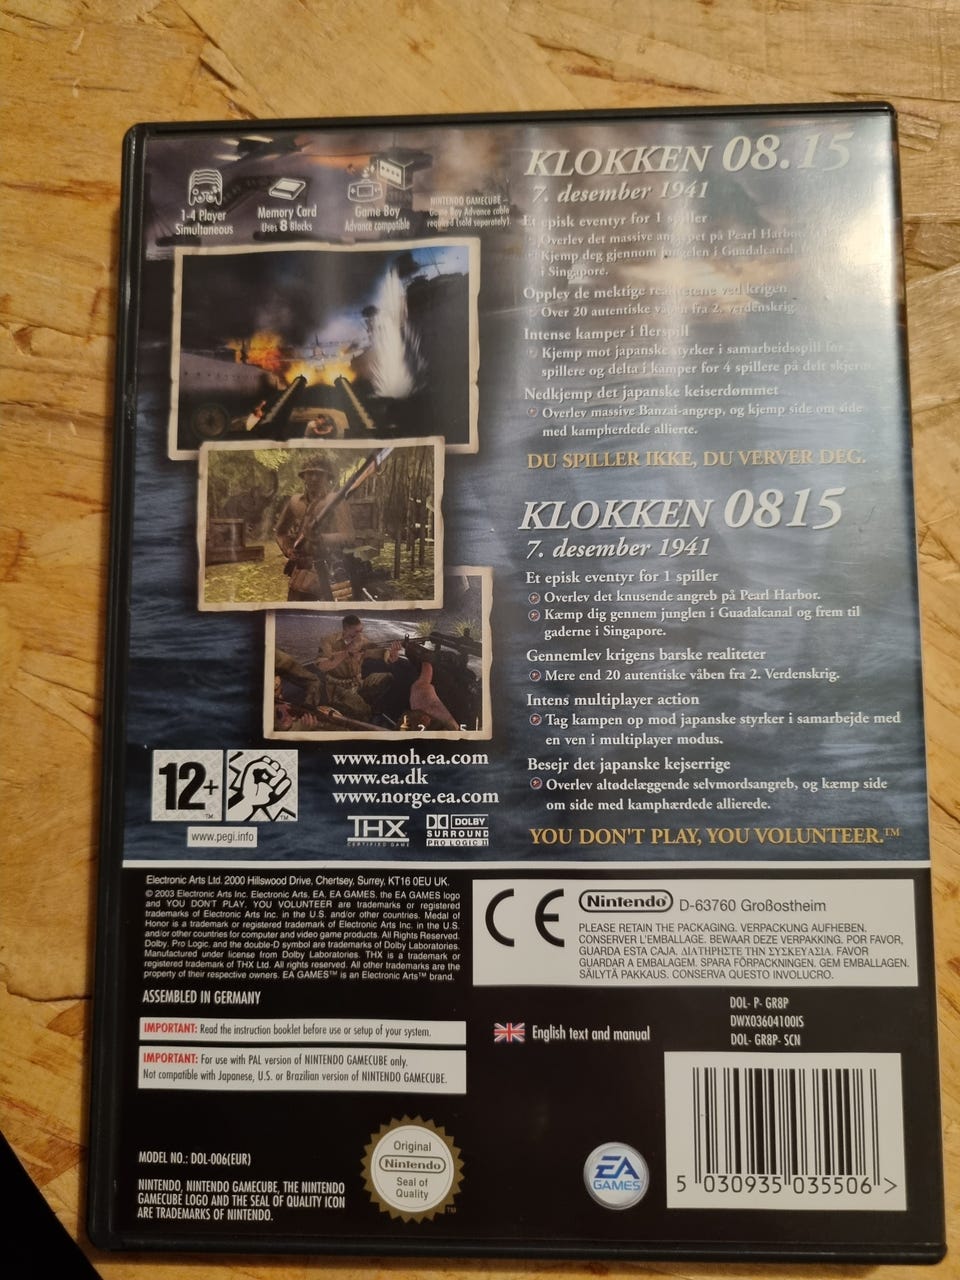 1-4 Player
Simultaneous
Memory Card
Uses 8 Blocks
Game Boy
Advance compatible
NINTENDO GAMECUBE –
Game Boy Advance cable
required (sold separately).
KLOKKEN 08.15
7. desember 1941
Et episk eventyr for 1 spiller
Overlev det massive angrepet på Pearl Harbor
Kjemp deg gjennom jungelen i Guadalcanal
i Singapore.
Opplev de mektige realitetene ved krigen
Over 20 autentiske våpen fra 2. verdenskrig.
Intense kamper i flerspill
Kjemp mot japanske styrker i samarbeidsspill for 2
spillere og delta i kamper for 4 spillere på delt skjerm
Nedkjemp det japanske keiserdømmet
Overlev massive Banzai-angrep, og kjemp side om side
med kampherdede allierte.
DU SPILLER IKKE, DU VERVER DEG.
KLOKKEN 0815
7. desember 1941
Et episk eventyr for 1 spiller
Overlev det knusende angreb på Pearl Harbor.
Kæmp dig gennem junglen i Guadalcanal og frem til
gaderne i Singapore.
Gennemlev krigens barske realiteter
Mere end 20 autentiske våben fra 2. Verdenskrig.
Intens multiplayer action
Tag kampen op mod japanske styrker i samarbejde med
en ven i multiplayer modus.
Besejr det japanske kejserrige
Overlev altødelæggende selvmordsangreb, og kæmp side
om side med kamphærdede allierede.
YOU DON'T PLAY, YOU VOLUNTEER.™
12+
™
™
www.pegi.info
www.moh.ea.com
www.ea.dk
www.norge.ea.com
THX
CERTIFIED GAME
DOLBY
SURROUND
PRO LOGIC II
Electronic Arts Ltd. 2000 Hillswood Drive, Chertsey, Surrey, KT16 0EU UK.
© 2003 Electronic Arts Inc. Electronic Arts, EA, EA GAMES, the EA GAMES logo
and YOU DON'T PLAY, YOU VOLUNTEER are trademarks or registered
trademarks of Electronic Arts Inc. in the U.S. and/or other countries. Medal of
Honor is a trademark or registered trademark of Electronic Arts Inc. in the U.S.
and/or other countries for computer and video game products. All Rights Reserved.
Dolby, Pro Logic, and the double-D symbol are trademarks of Dolby Laboratories.
Manufactured under license from Dolby Laboratories. THX is a trademark or
registered trademark of THX Ltd. All rights reserved. All other trademarks are the
property of their respective owners. EA GAMES™ is an Electronic Arts™ brand.
ASSEMBLED IN GERMANY
CE
Nintendo D-63760 Großostheim
PLEASE RETAIN THE PACKAGING. VERPACKUNG AUFHEBEN.
CONSERVER L'EMBALLAGE. BEWAAR DEZE VERPAKKING. POR FAVOR,
GUARDA ESTA CAJA. ΔΙΑΤΗΡΗΣΤΕ ΤΗΝ ΣΥΣΚΕΥΑΣΙΑ. FAVOR
GUARDAR A EMBALAGEM. SPARA FÖRPACKNINGEN. GEM EMBALLAGEN.
SÄILYTÄ PAKKAUS. CONSERVA QUESTO INVOLUCRO.
IMPORTANT: Read the instruction booklet before use or setup of your system.
IMPORTANT: For use with PAL version of NINTENDO GAMECUBE only.
Not compatible with Japanese, U.S. or Brazilian version of NINTENDO GAMECUBE.
English text and manual
DOL- P- GR8P
DWX03604100IS
DOL- GR8P- SCN
MODEL NO.: DOL-006(EUR)
NINTENDO, NINTENDO GAMECUBE, THE NINTENDO
GAMECUBE LOGO AND THE SEAL OF QUALITY ICON
ARE TRADEMARKS OF NINTENDO.
Original
Nintendo
Seal of
Quality
™
EA
GAMES
5 030935 035506 >